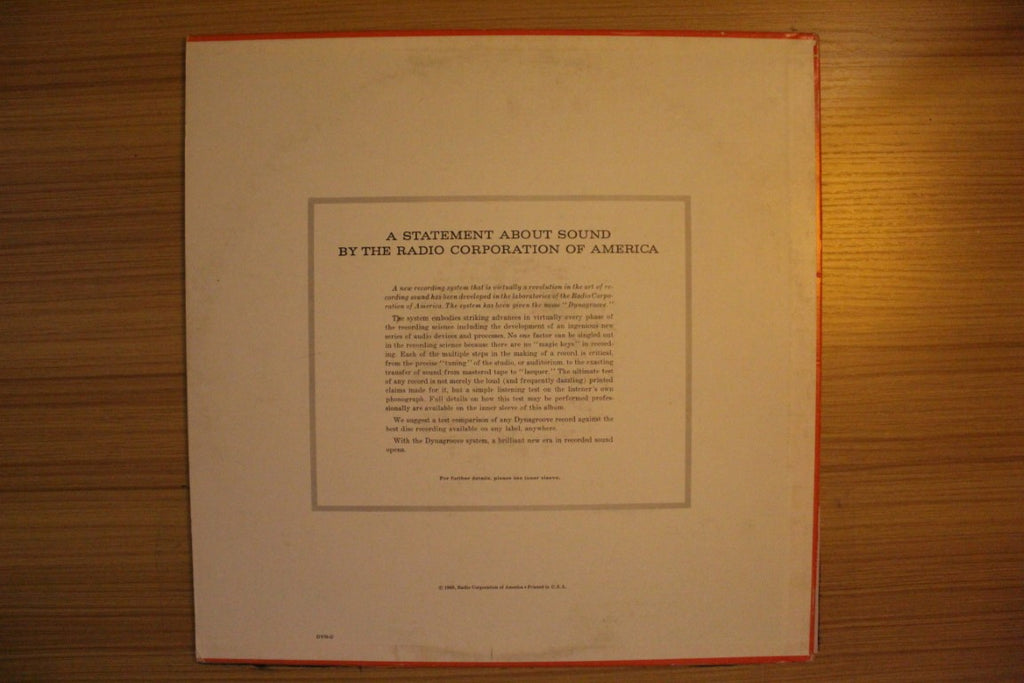 A STATEMENT ABOUT SOUND
BY THE RADIO CORPORATION OF AMERICA
A new recording system that is virtually a revolution in the art of re-
cording sound has been developed in the laboratories of the Radio Corpo-
ration of America. The system has been given the name "Dynagroove."
The system embodies striking advances in virtually every phase of
the recording science including the development of an ingenious new
series of audio devices and processes. No one factor can be singled out
in the recording science because there are no "magic keys" in record-
ing. Each of the multiple steps in the making of a record is critical,
from the precise "tuning" of the studio, or auditorium, to the exacting
transfer of sound from mastered tape to "lacquer." The ultimate test
of any record is not merely the loud (and frequently dazzling) printed
claims made for it, but a simple listening test on the listener's own
phonograph. Full details on how this test may be performed profes-
sionally are available on the inner sleeve of this album.
We suggest a test comparison of any Dynagroove record against the
best disc recording available on any label, anywhere.
With the Dynagroove system, a brilliant new era in recorded sound
opens.
For further details, please see inner sleeve.
Radio Corporation of America • Printed in U.S.A.